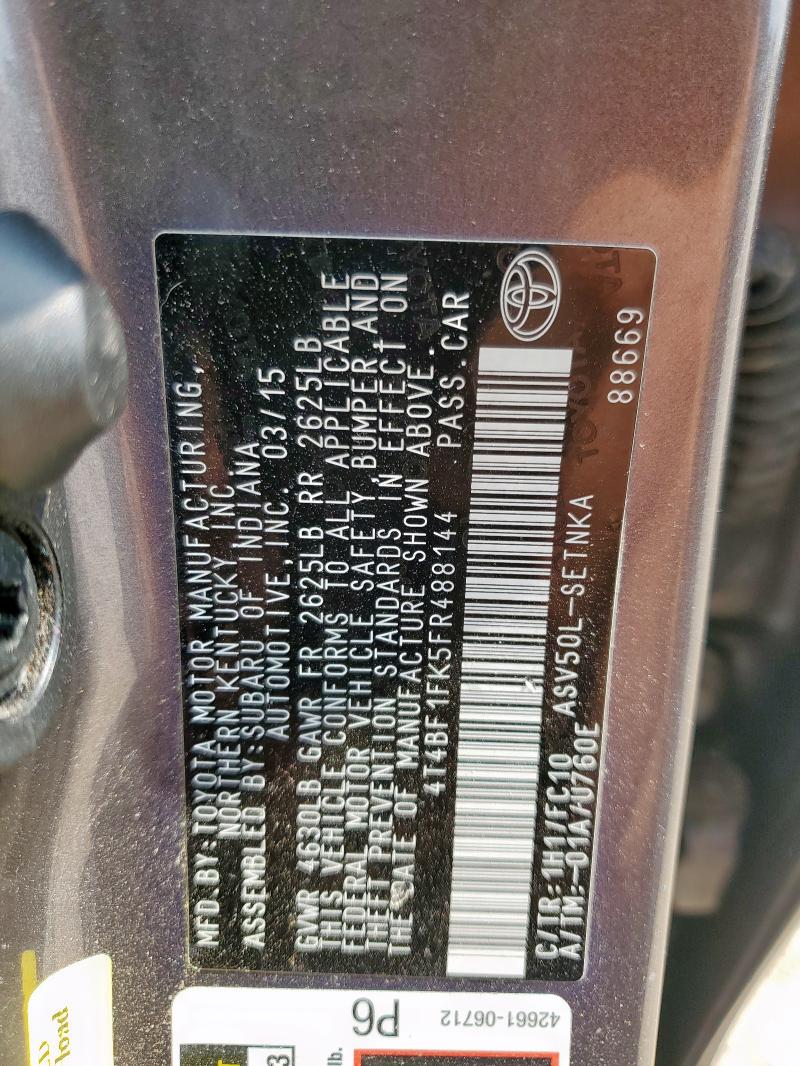 MFD.BY:TOYOTA MOTOR MANUFACTURING,
NORTHERN KENTUCKY INC.
ASSEMBLED BY:SUBARU OF INDIANA
AUTOMOTIVE,INC. 03/15
GVWR 4630LB GAWR FR 2625LB RR 2625LB
THIS VEHICLE CONFORMS TO ALL APPLICABLE
FEDERAL MOTOR VEHICLE SAFETY, BUMPER,AND
THEFT PREVENTION STANDARDS IN EFFECT ON
THE DATE OF MANUFACTURE SHOWN ABOVE.
4T4BF1FK5FR488144 PASS.CAR
C/TR:1H1/FC10 ASV50L-SETNKA
A/TM:-01A/U760E
88669
42661-06712
P6
lb.
3
load